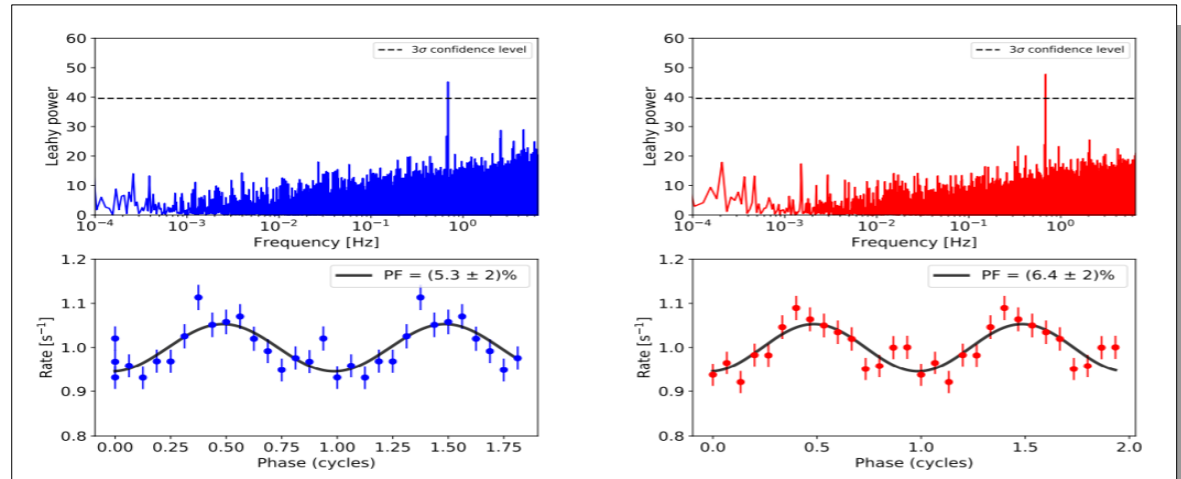 60
50
40
30
20
10
0
Leahy power
--- 3σ confidence level
10⁻⁴ 10⁻³ 10⁻² 10⁻¹ 10⁰
Frequency [Hz]
60
50
40
30
20
10
0
Leahy power
--- 3σ confidence level
10⁻⁴ 10⁻³ 10⁻² 10⁻¹ 10⁰
Frequency [Hz]
1.2
1.1
1.0
0.9
0.8
Rate [s⁻¹]
PF = (5.3 ± 2)%
0.00 0.25 0.50 0.75 1.00 1.25 1.50 1.75
Phase (cycles)
1.2
1.1
1.0
0.9
0.8
Rate [s⁻¹]
PF = (6.4 ± 2)%
0.0 0.5 1.0 1.5 2.0
Phase (cycles)